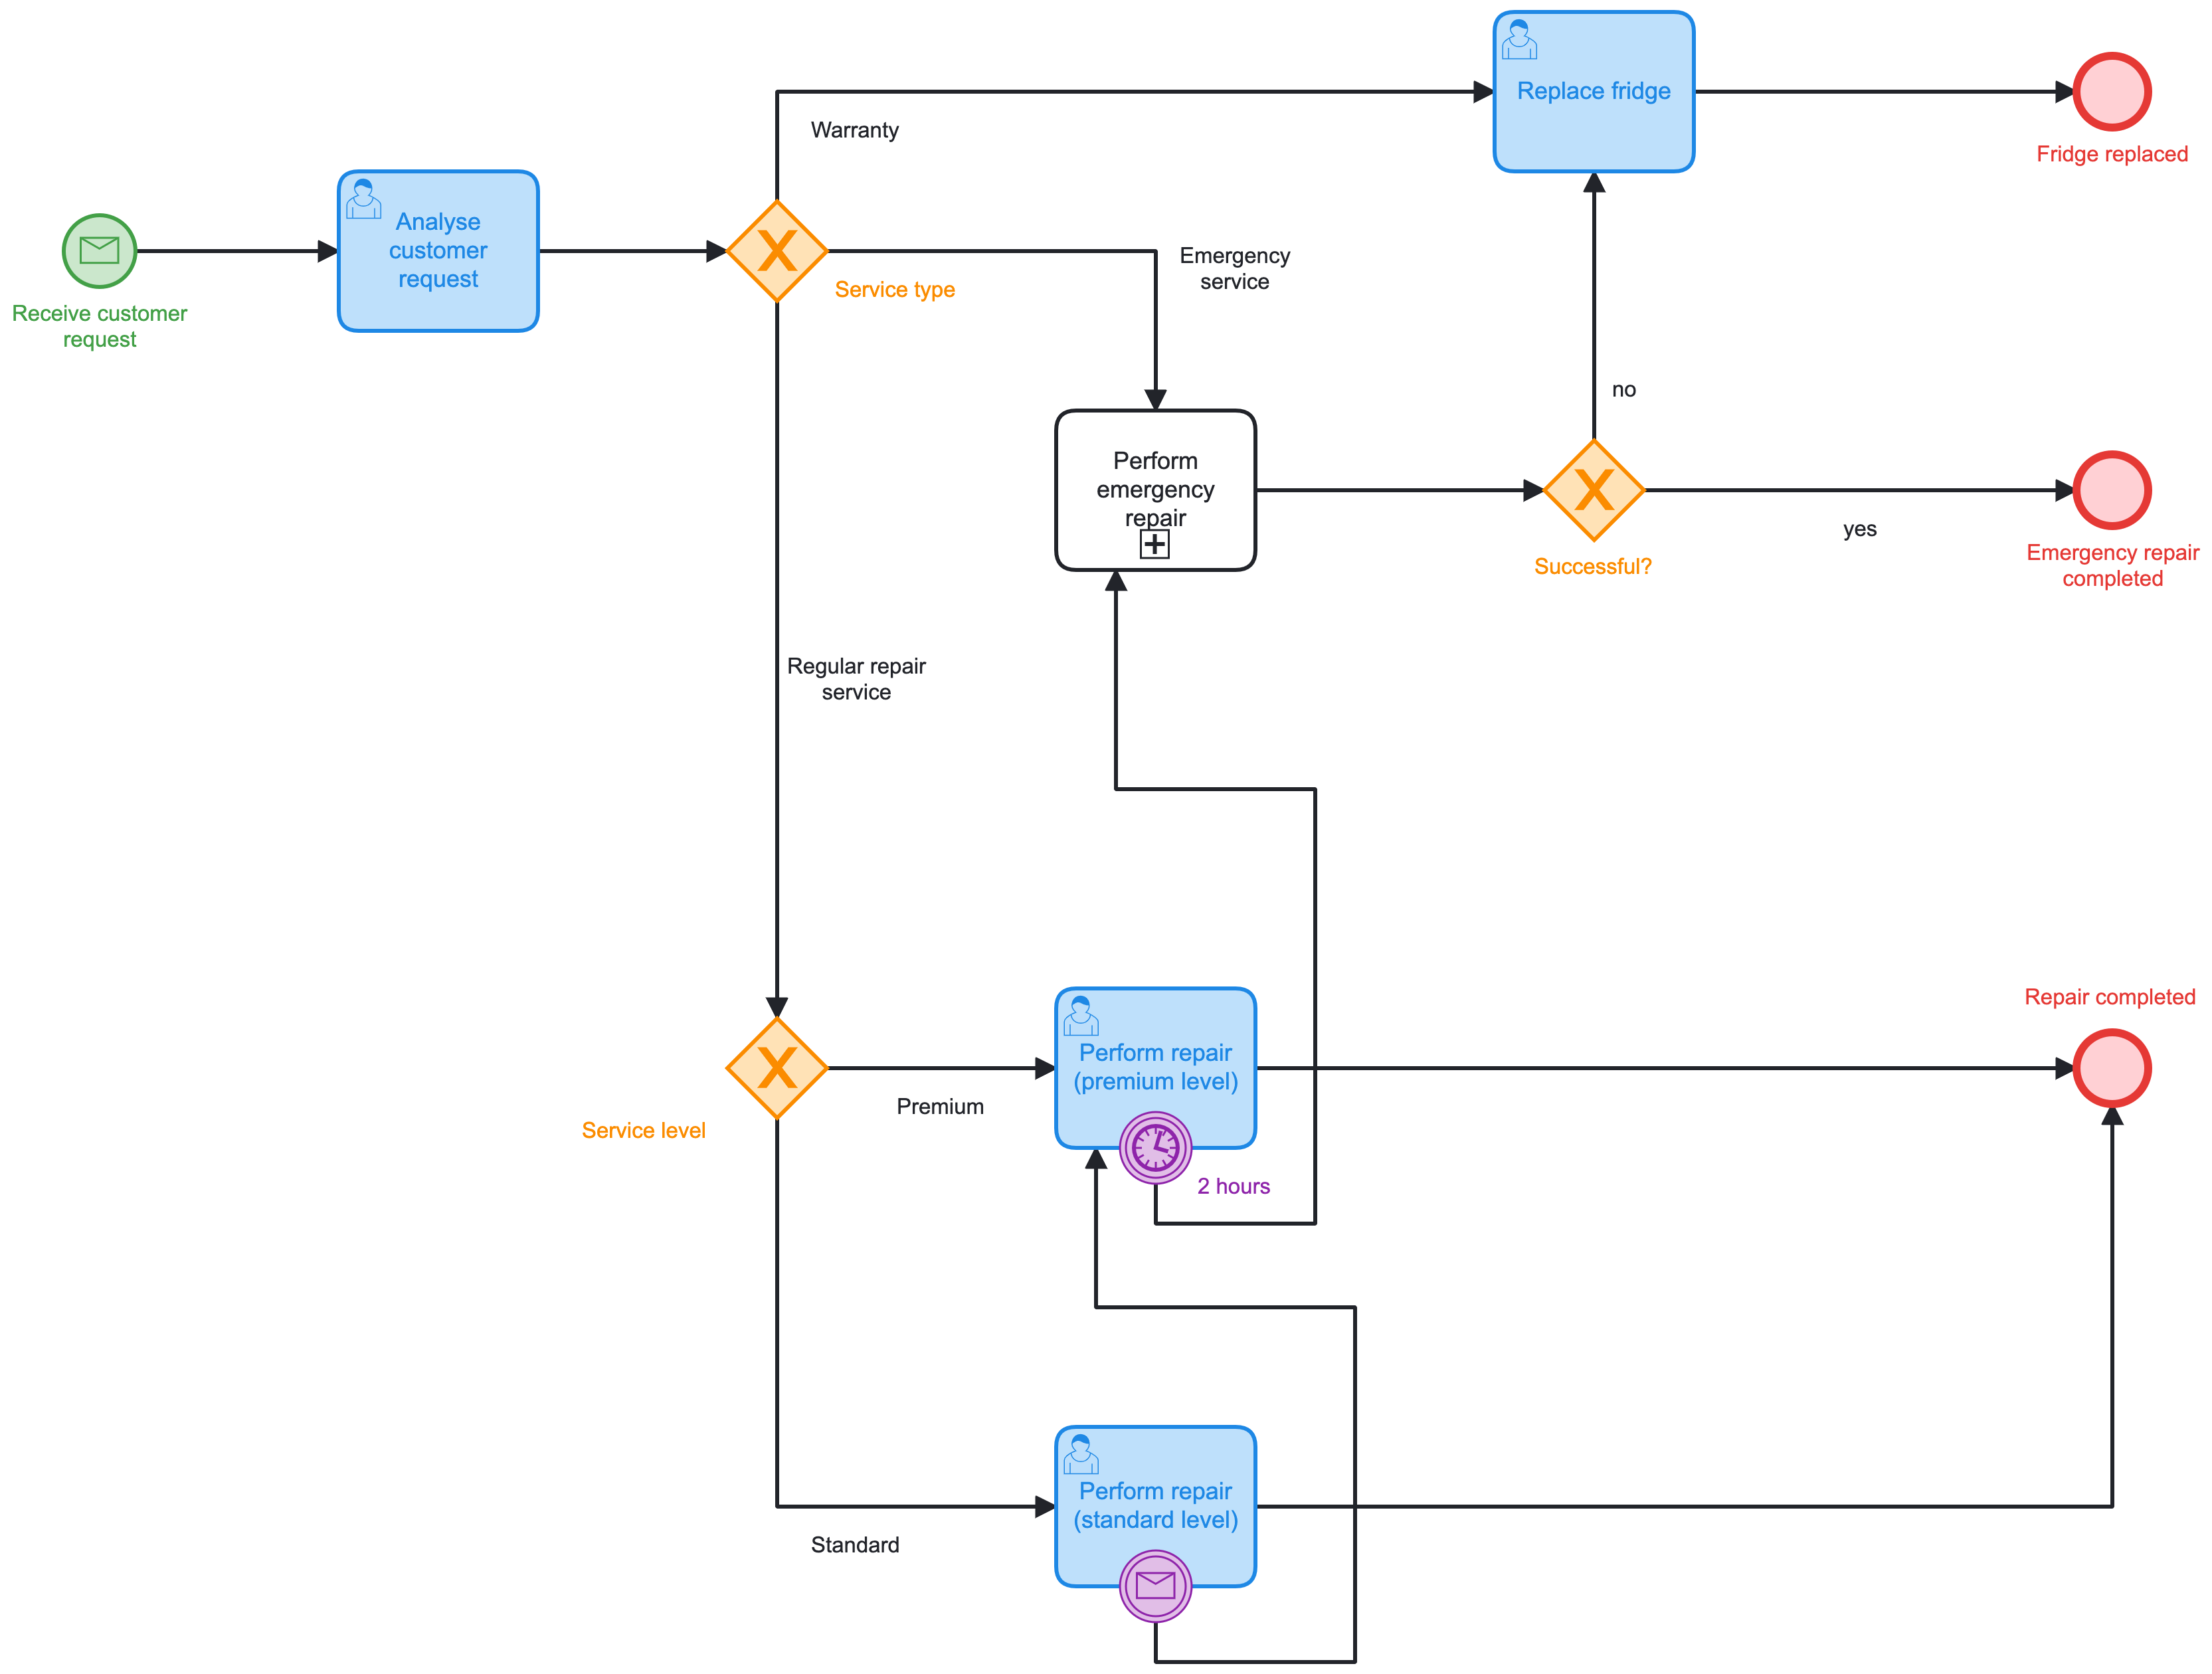 Replace fridge
Warranty
Fridge replaced
Analyse
customer
request
Emergency
service
Service type
Receive customer
request
no
Perform
emergency
repair
yes
Successful?
Emergency repair
completed
Regular repair
service
Repair completed
Perform repair
(premium level)
Premium
Service level
2 hours
Perform repair
(standard level)
Standard